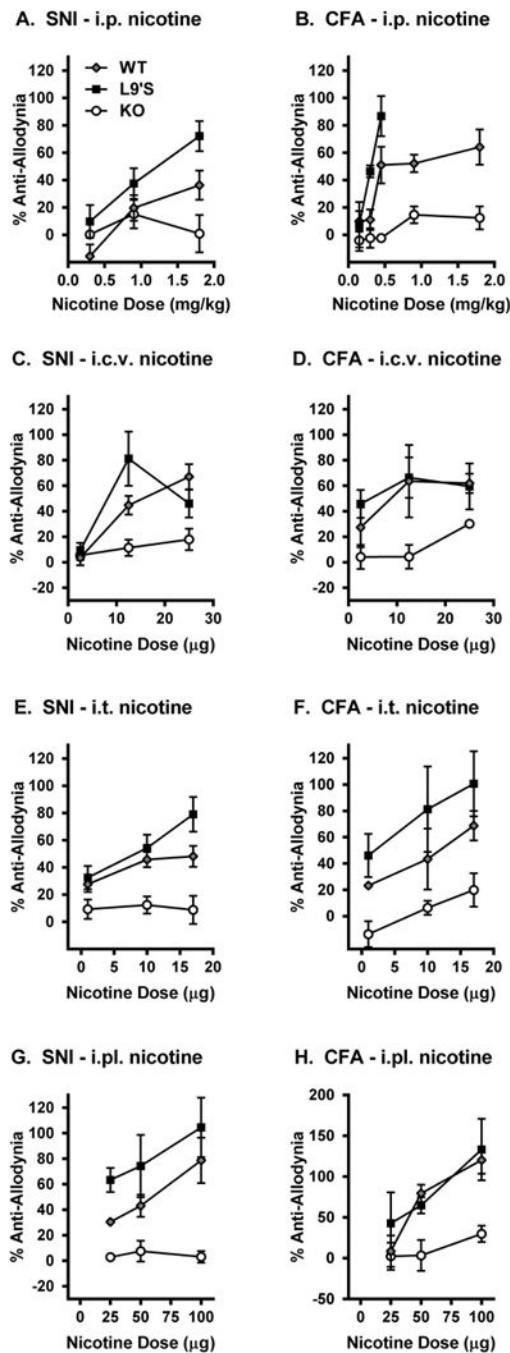 A. SNI - i.p. nicotine
WT
L9'S
KO
% Anti-Allodynia
120
100
80
60
40
20
0
-20
0.0 0.5 1.0 1.5 2.0
Nicotine Dose (mg/kg)
B. CFA - i.p. nicotine
% Anti-Allodynia
120
100
80
60
40
20
0
-20
0.0 0.5 1.0 1.5 2.0
Nicotine Dose (mg/kg)
C. SNI - i.c.v. nicotine
% Anti-Allodynia
120
100
80
60
40
20
0
-20
0 10 20 30
Nicotine Dose (μg)
D. CFA - i.c.v. nicotine
% Anti-Allodynia
120
100
80
60
40
20
0
-20
0 10 20 30
Nicotine Dose (μg)
E. SNI - i.t. nicotine
% Anti-Allodynia
120
100
80
60
40
20
0
0 5 10 15 20
Nicotine Dose (μg)
F. CFA - i.t. nicotine
% Anti-Allodynia
120
100
80
60
40
20
0
0 5 10 15 20
Nicotine Dose (μg)
G. SNI - i.pl. nicotine
% Anti-Allodynia
120
100
80
60
40
20
0
-20
0 25 50 75 100
Nicotine Dose (μg)
H. CFA - i.pl. nicotine
% Anti-Allodynia
200
150
100
50
0
-50
0 25 50 75 100
Nicotine Dose (μg)